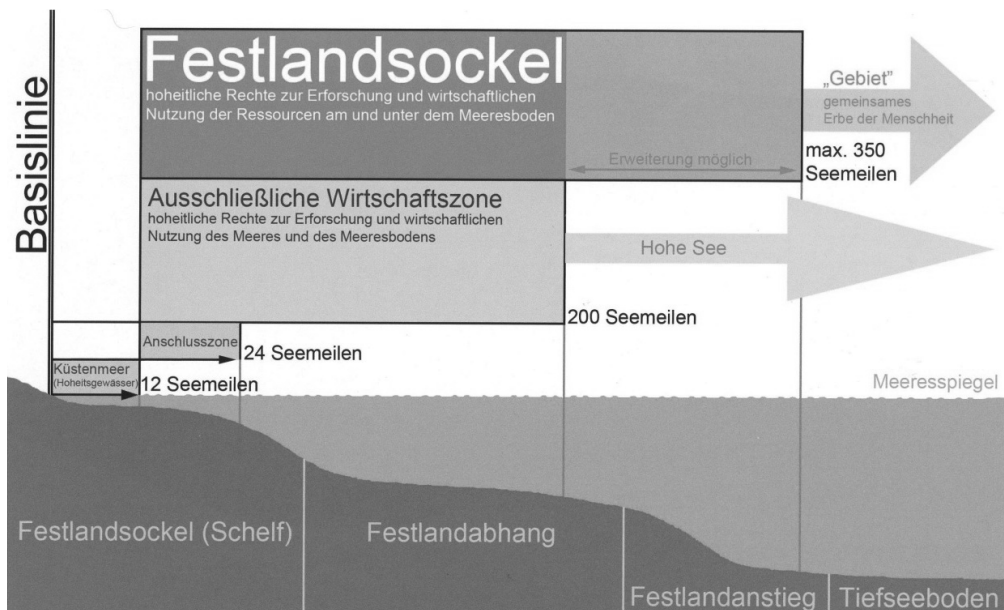 Basislinie
Festlandsockel
hoheitliche Rechte zur Erforschung und wirtschaftlichen
Nutzung der Ressourcen am und unter dem Meeresboden
Erweiterung möglich
„Gebiet"
gemeinsames
Erbe der Menschheit
max. 350
Seemeilen
Ausschließliche Wirtschaftszone
hoheitliche Rechte zur Erforschung und wirtschaftlichen
Nutzung des Meeres und des Meeresbodens
Hohe See
200 Seemeilen
Anschlusszone
24 Seemeilen
Küstenmeer
(Hoheitsgewässer)
12 Seemeilen
Meeresspiegel
Festlandsockel (Schelf)
Festlandabhang
Festlandanstieg
Tiefseeboden